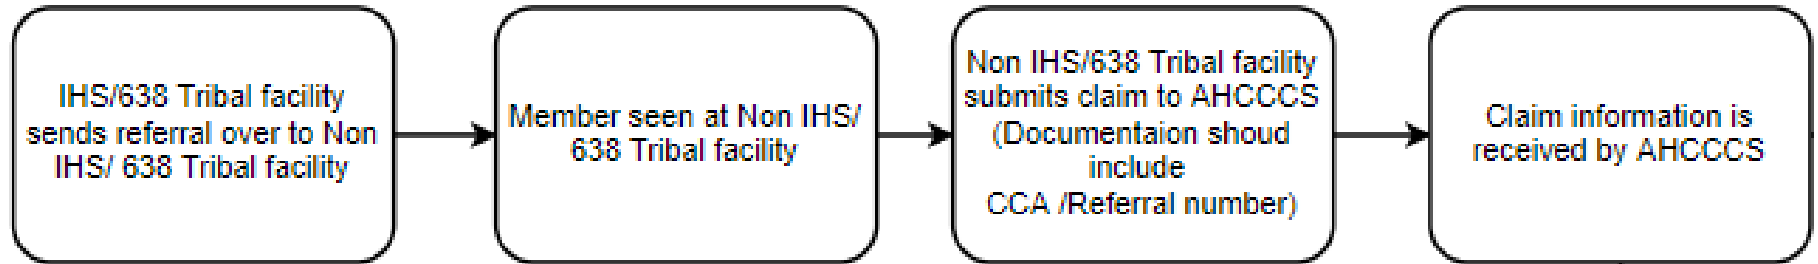 IHS/638 Tribal facility
sends referral over to Non
IHS/ 638 Tribal facility
Member seen at Non IHS/
638 Tribal facility
Non IHS/638 Tribal facility
submits claim to AHCCCS
(Documentaion shoud
include
CCA /Referral number)
Claim information is
received by AHCCCS